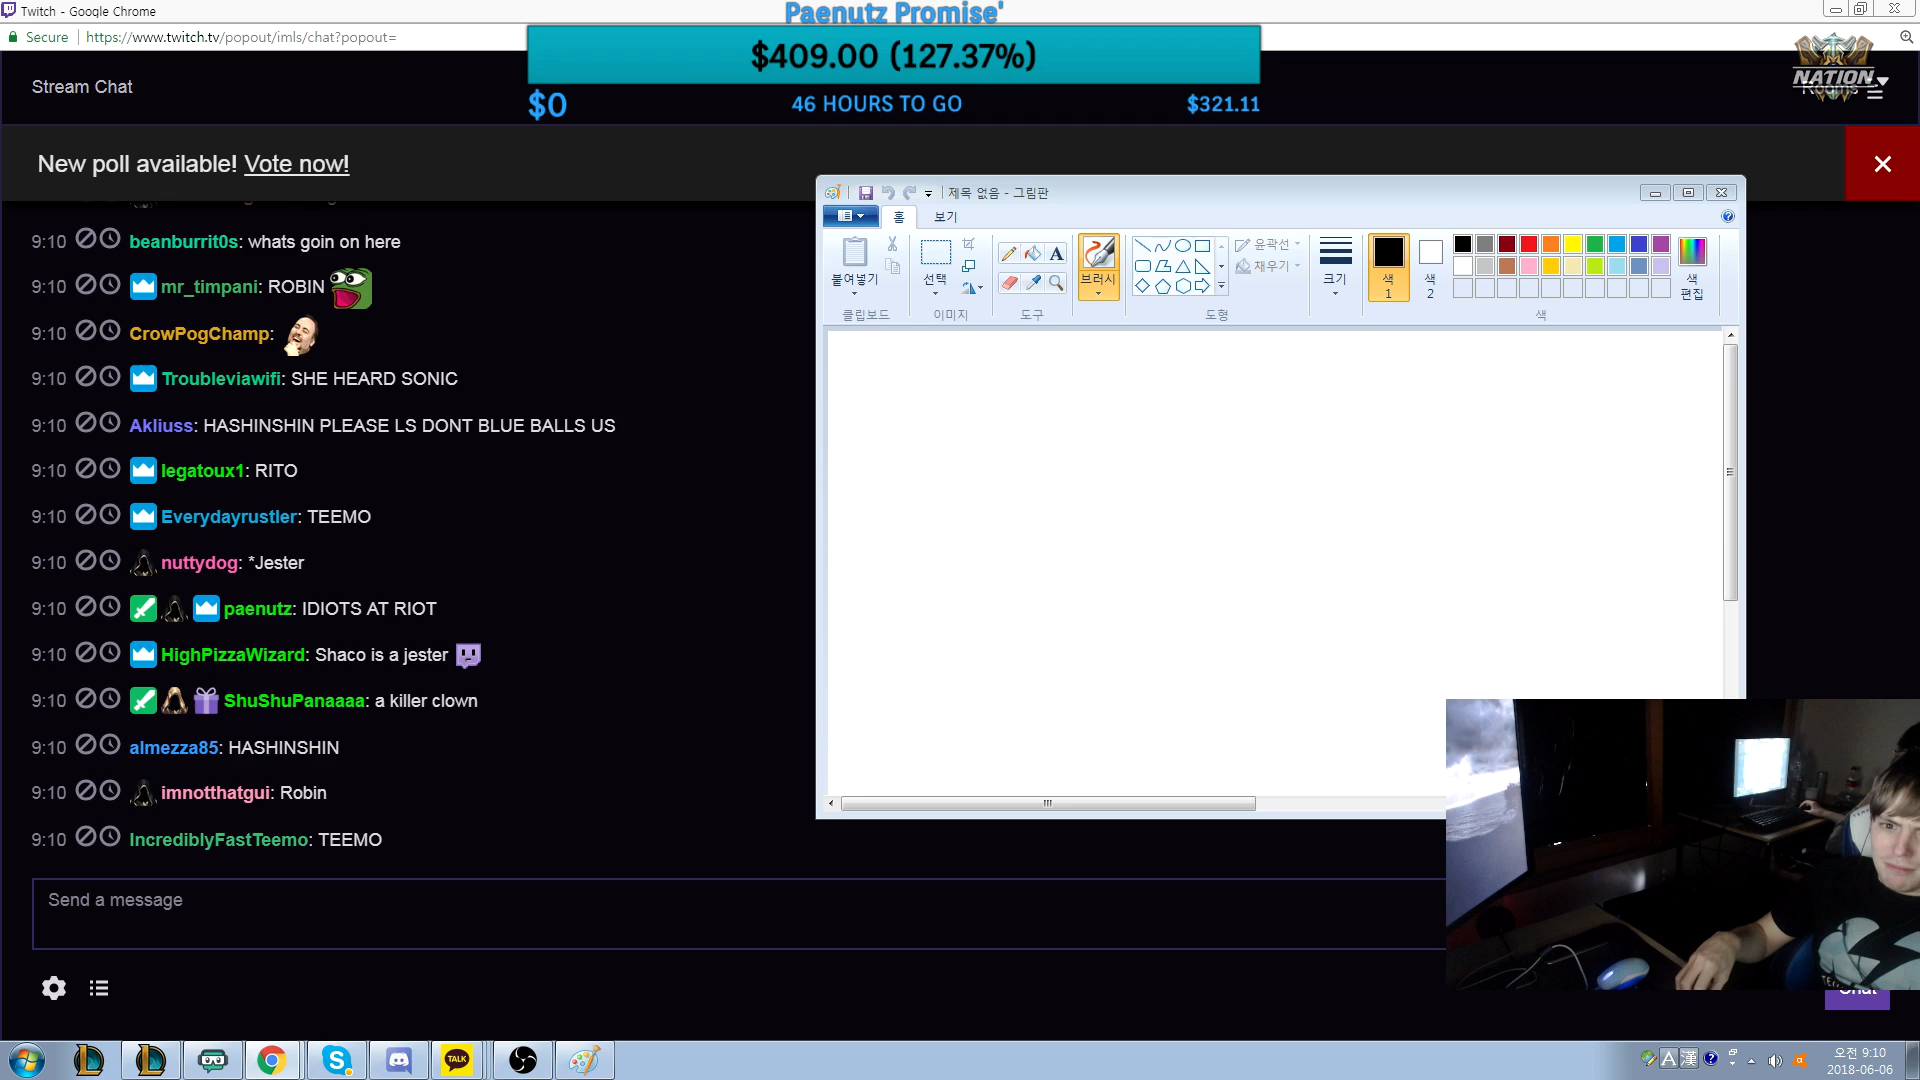 Twitch - Google Chrome
Paenutz Promise'
Secure
https://www.twitch.tv/popout/imls/chat?popout=
$409.00 (127.37%)
$0
46 HOURS TO GO
$321.11
Stream Chat
NATION
Rooms
New poll available! Vote now!
제목 없음 - 그림판
홈
보기
붙여넣기
선택
브러시
윤곽선
채우기
크기
색 1
색 2
색 편집
클립보드
이미지
도구
도형
색
9:10 beanburrit0s: whats goin on here
9:10 mr_timpani: ROBIN
9:10 CrowPogChamp:
9:10 Troubleviawifi: SHE HEARD SONIC
9:10 Akliuss: HASHINSHIN PLEASE LS DONT BLUE BALLS US
9:10 legatoux1: RITO
9:10 Everydayrustler: TEEMO
9:10 nuttydog: *Jester
9:10 paenutz: IDIOTS AT RIOT
9:10 HighPizzaWizard: Shaco is a jester
9:10 ShuShuPanaaaa: a killer clown
9:10 almezza85: HASHINSHIN
9:10 imnotthatgui: Robin
9:10 IncrediblyFastTeemo: TEEMO
Send a message
Chat
TALK
A 漢
오전 9:10
2018-06-06